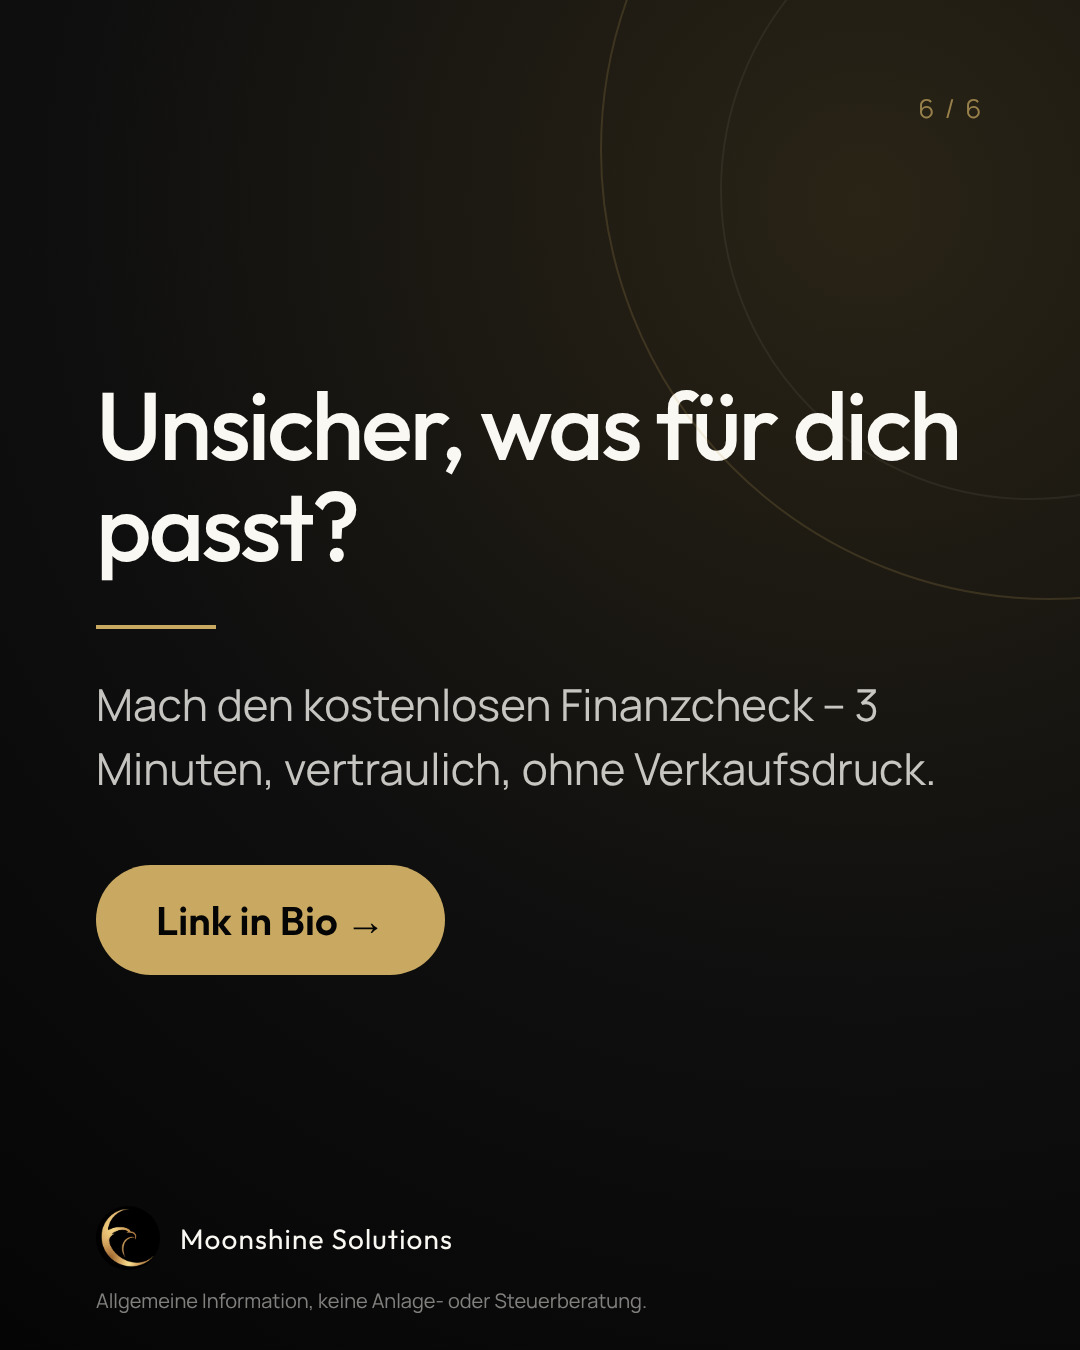 6 / 6
Unsicher, was für dich
passt?
Mach den kostenlosen Finanzcheck – 3
Minuten, vertraulich, ohne Verkaufsdruck.
Link in Bio →
Moonshine Solutions
Allgemeine Information, keine Anlage- oder Steuerberatung.